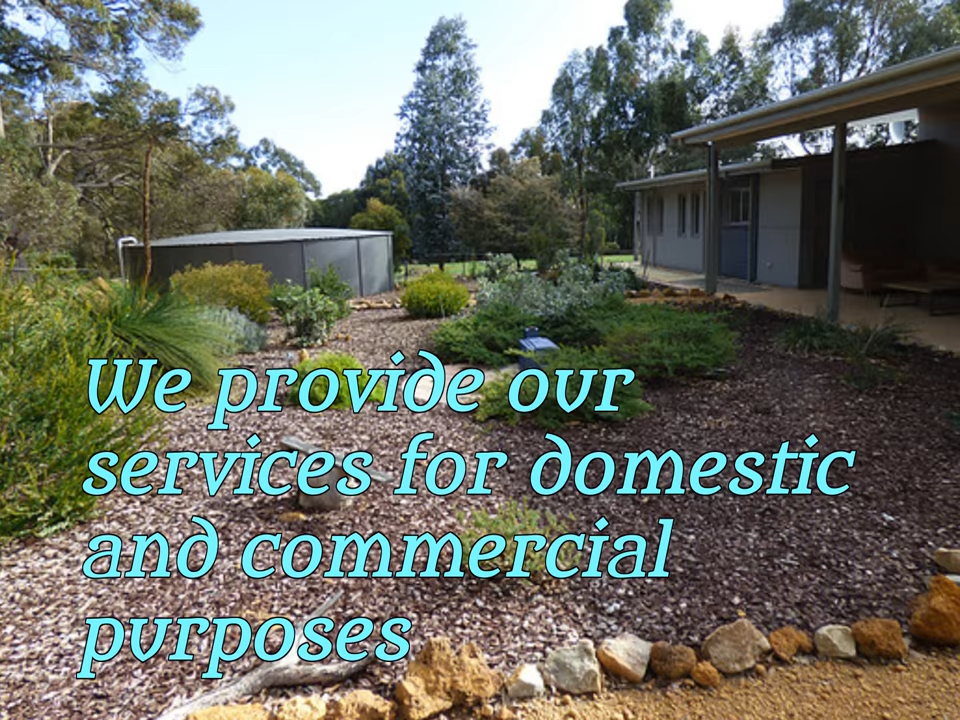 We provide our
services for domestic
and commercial
purposes